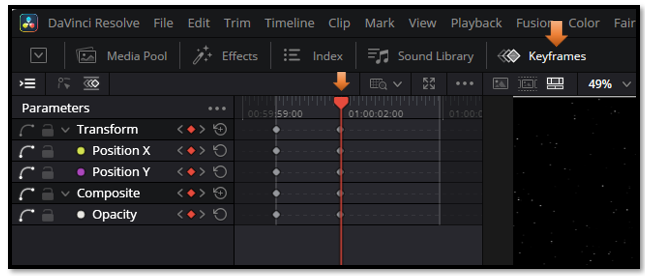 DaVinci Resolve File Edit Trim Timeline Clip Mark View Playback Fusion Color Fair
Media Pool Effects Index Sound Library Keyframes
49%
Parameters
00:59:59:00 01:00:02:00 01:00:0
Transform
Position X
Position Y
Composite
Opacity